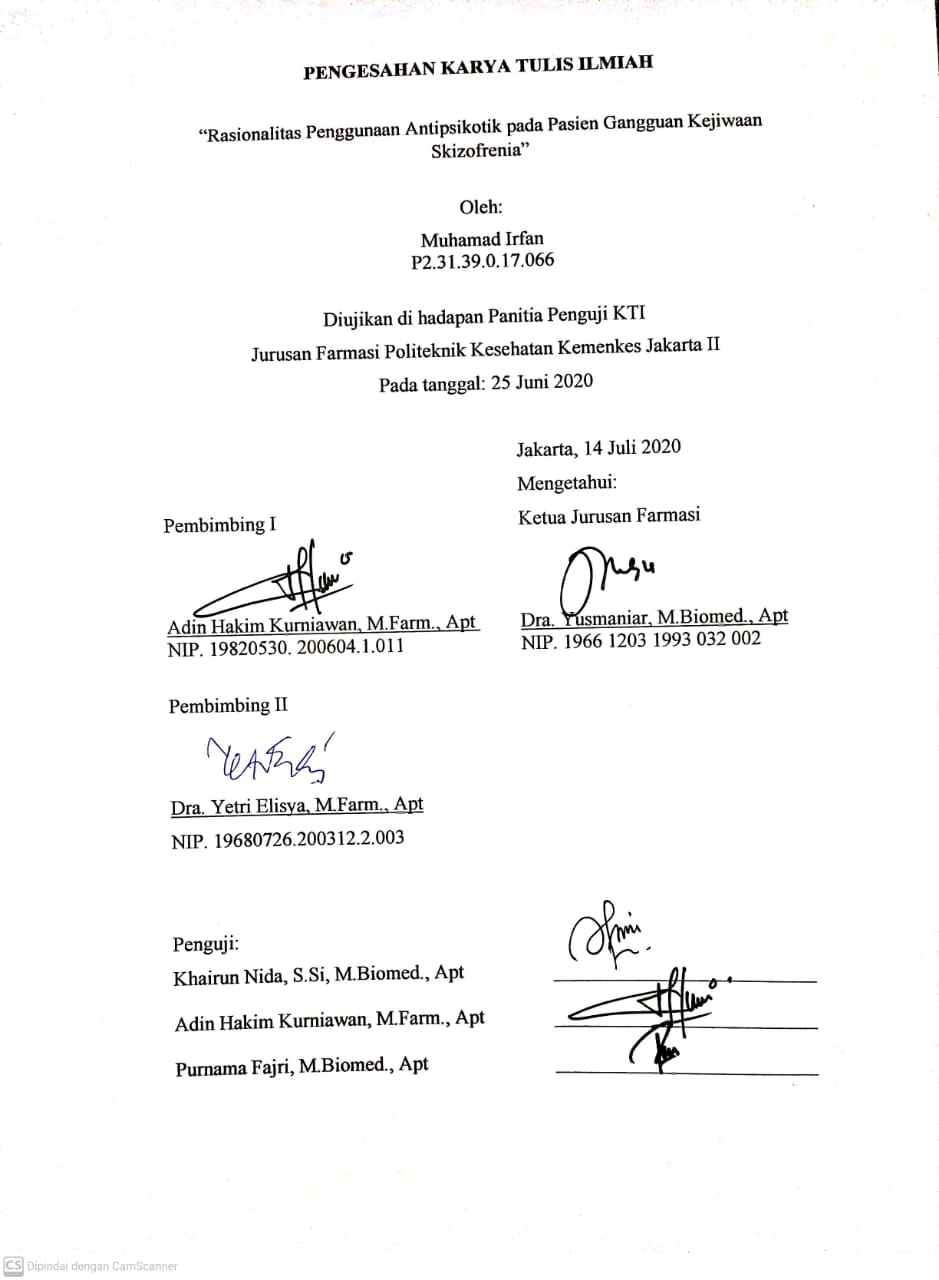 PENGESAHAN KARYA TULIS ILMIAH
“Rasionalitas Penggunaan Antipsikotik pada Pasien Gangguan Kejiwaan
Skizofrenia”
Oleh:
Muhamad Irfan
P2.31.39.0.17.066
Diujikan di hadapan Panitia Penguji KTI
Jurusan Farmasi Politeknik Kesehatan Kemenkes Jakarta II
Pada tanggal: 25 Juni 2020
Jakarta, 14 Juli 2020
Mengetahui:
Ketua Jurusan Farmasi
Dra. Yusmaniar, M.Biomed., Apt
NIP. 1966 1203 1993 032 002
Pembimbing I
Adin Hakim Kurniawan, M.Farm., Apt
NIP. 19820530. 200604.1.011
Pembimbing II
Dra. Yetri Elisya, M.Farm., Apt
NIP. 19680726.200312.2.003
Penguji:
Khairun Nida, S.Si, M.Biomed., Apt
Adin Hakim Kurniawan, M.Farm., Apt
Purnama Fajri, M.Biomed., Apt
CS Dipindai dengan CamScanner